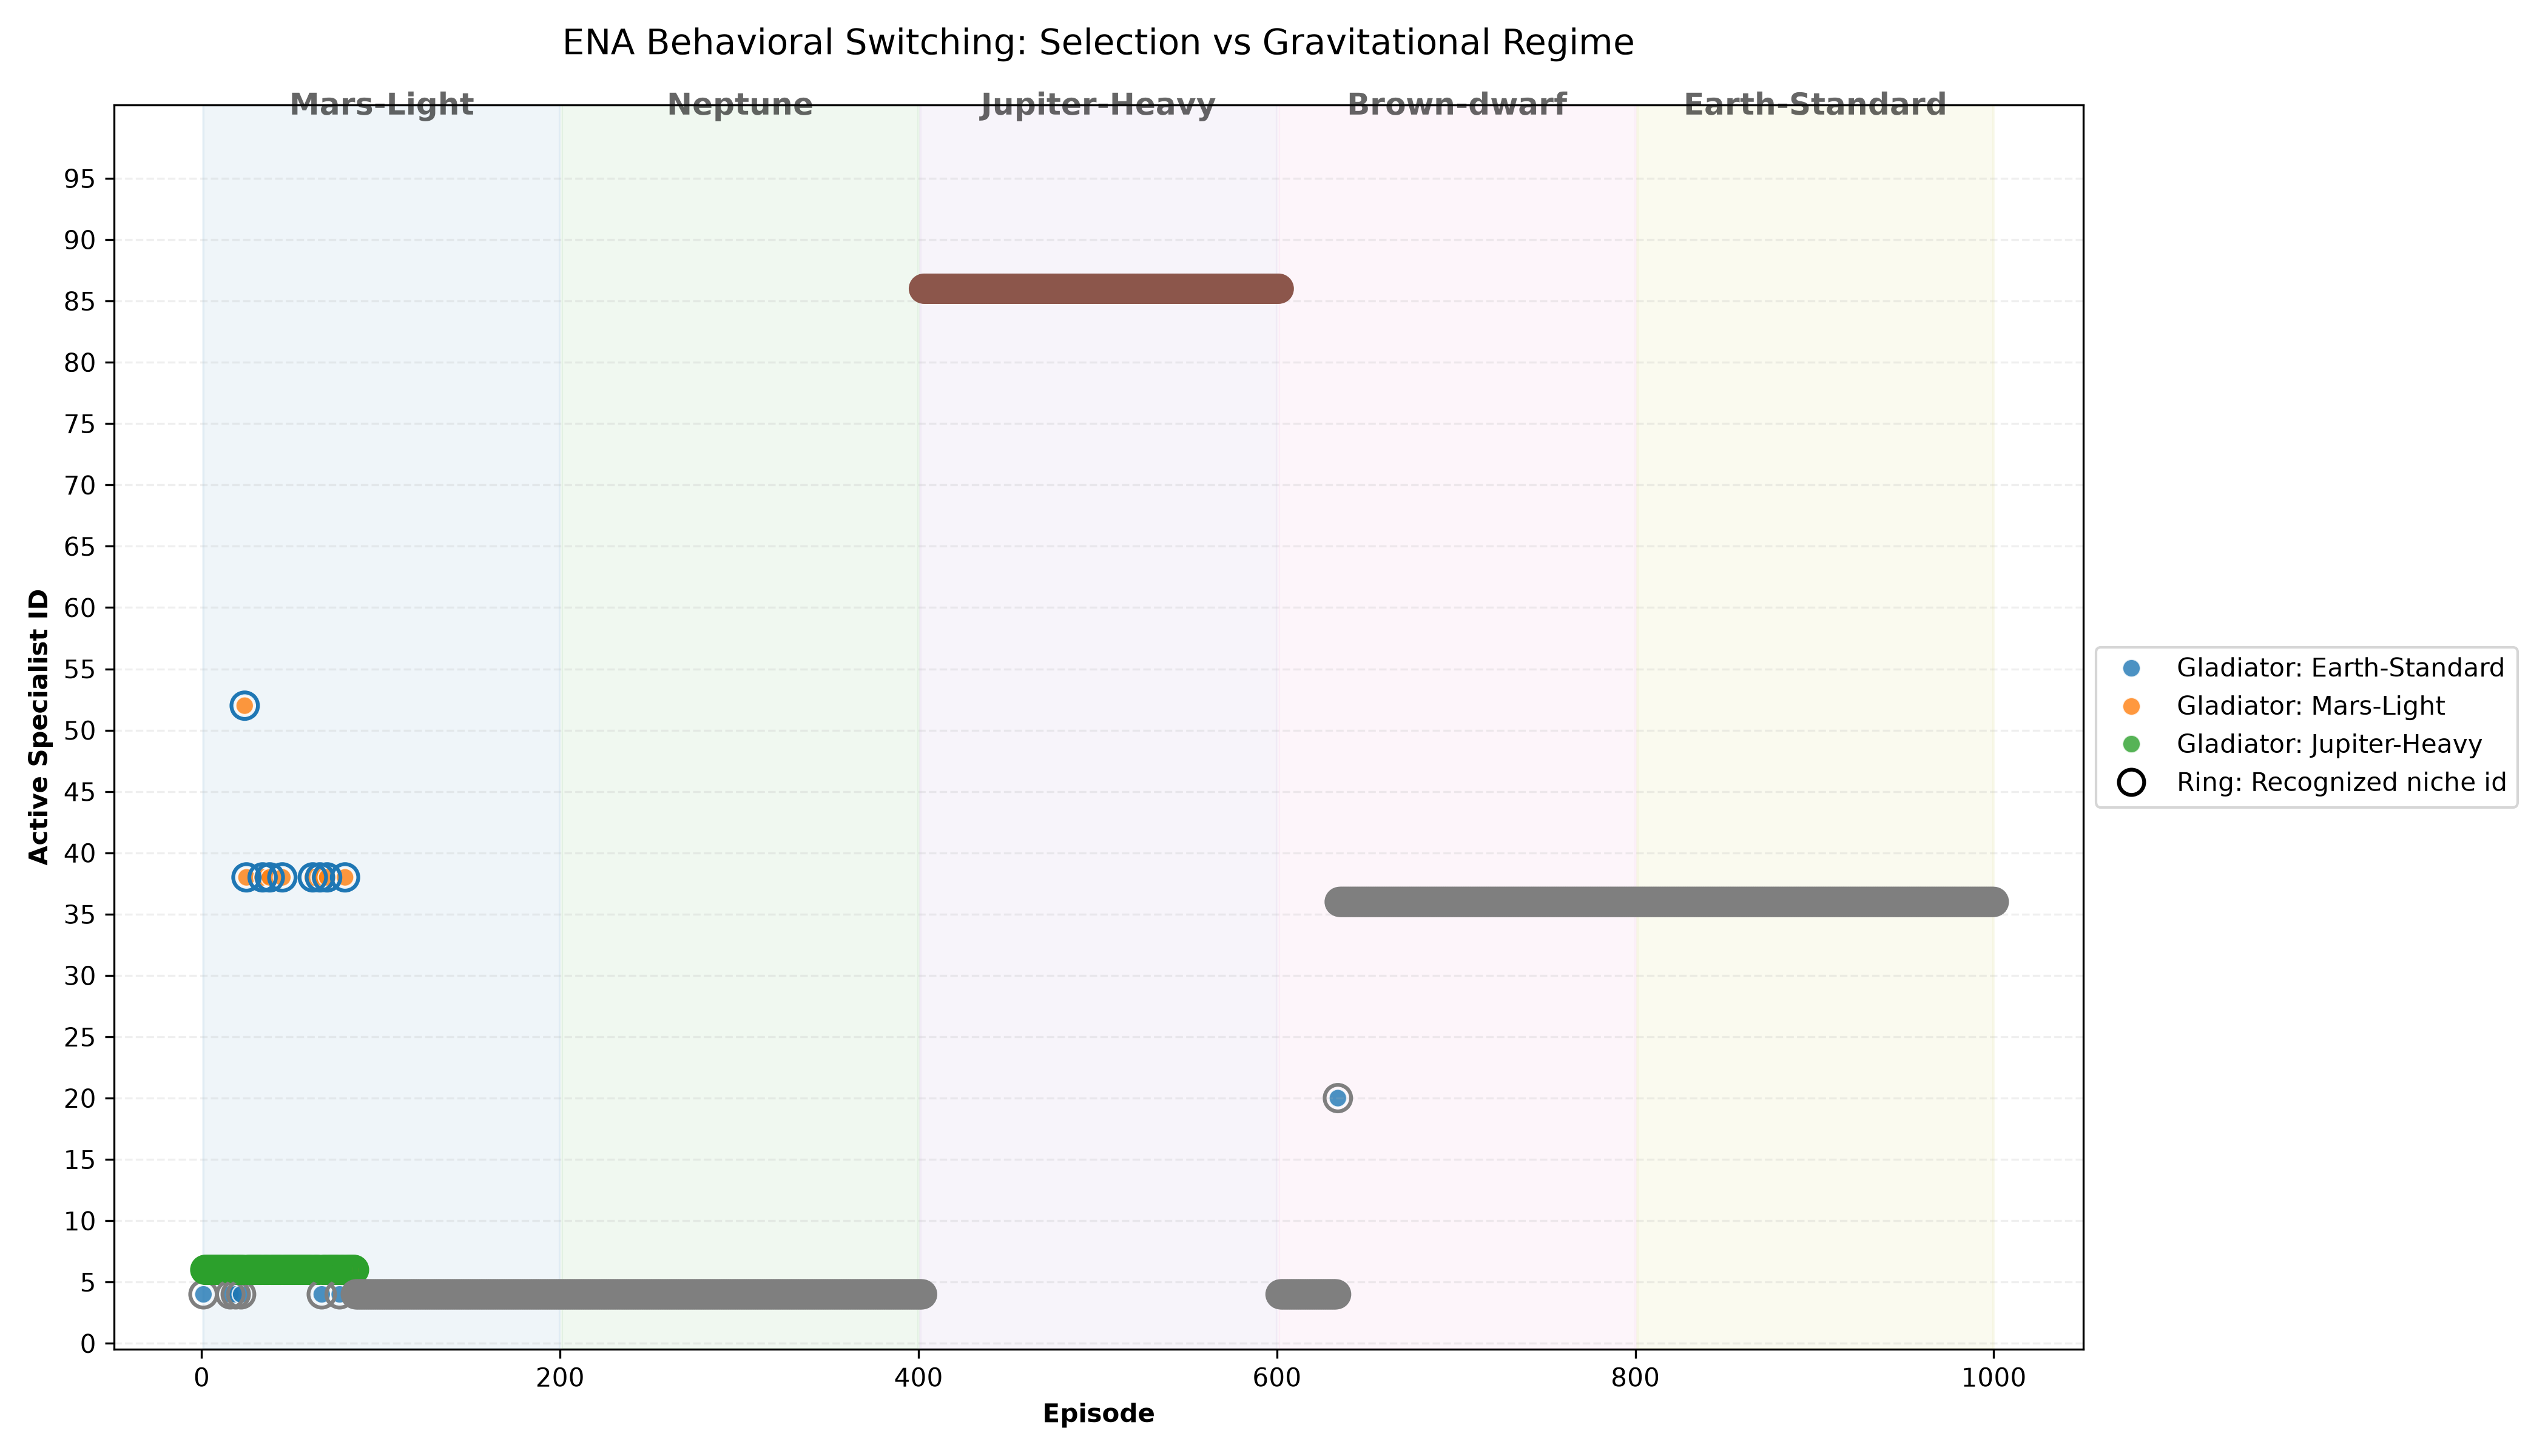 ENA Behavioral Switching: Selection vs Gravitational Regime
Mars-Light Neptune Jupiter-Heavy Brown-dwarf Earth-Standard
95
90
85
80
75
70
65
60
55
50
45
40
35
30
25
20
15
10
5
0
Active Specialist ID
0 200 400 600 800 1000
Episode
Gladiator: Earth-Standard
Gladiator: Mars-Light
Gladiator: Jupiter-Heavy
Ring: Recognized niche id